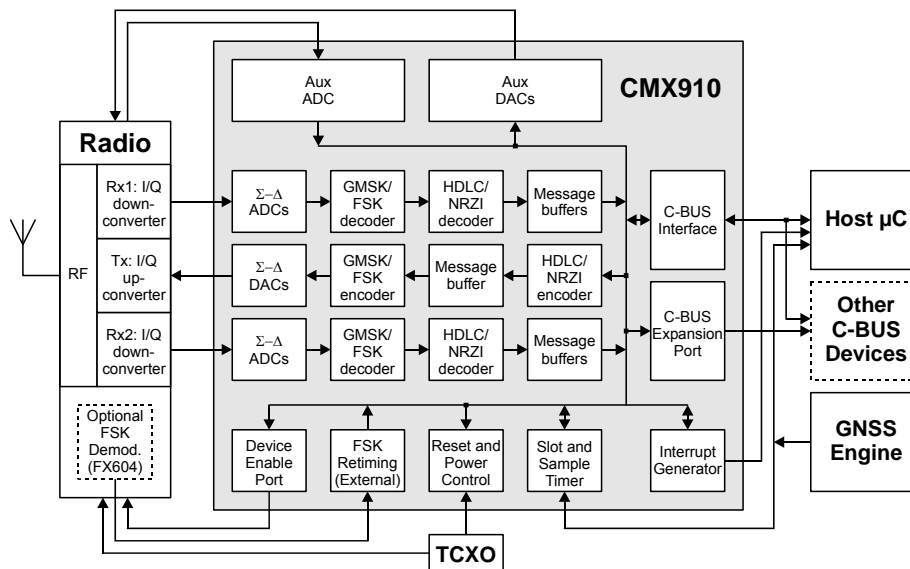 Aux
ADC
Aux
DACs
CMX910
Radio
RF
Rx1: I/Q
down-
converter
Tx: I/Q
up-
converter
Rx2: I/Q
down-
converter
Optional
FSK
Demod.
(FX604)
Σ–Δ
ADCs
GMSK/
FSK
decoder
HDLC/
NRZI
decoder
Message
buffers
C-BUS
Interface
Host µC
Σ–Δ
DACs
GMSK/
FSK
encoder
Message
buffer
HDLC/
NRZI
encoder
C-BUS
Expansion
Port
Other
C-BUS
Devices
Σ–Δ
ADCs
GMSK/
FSK
decoder
HDLC/
NRZI
decoder
Message
buffers
Device
Enable
Port
FSK
Retiming
(External)
Reset and
Power
Control
Slot and
Sample
Timer
Interrupt
Generator
GNSS
Engine
TCXO